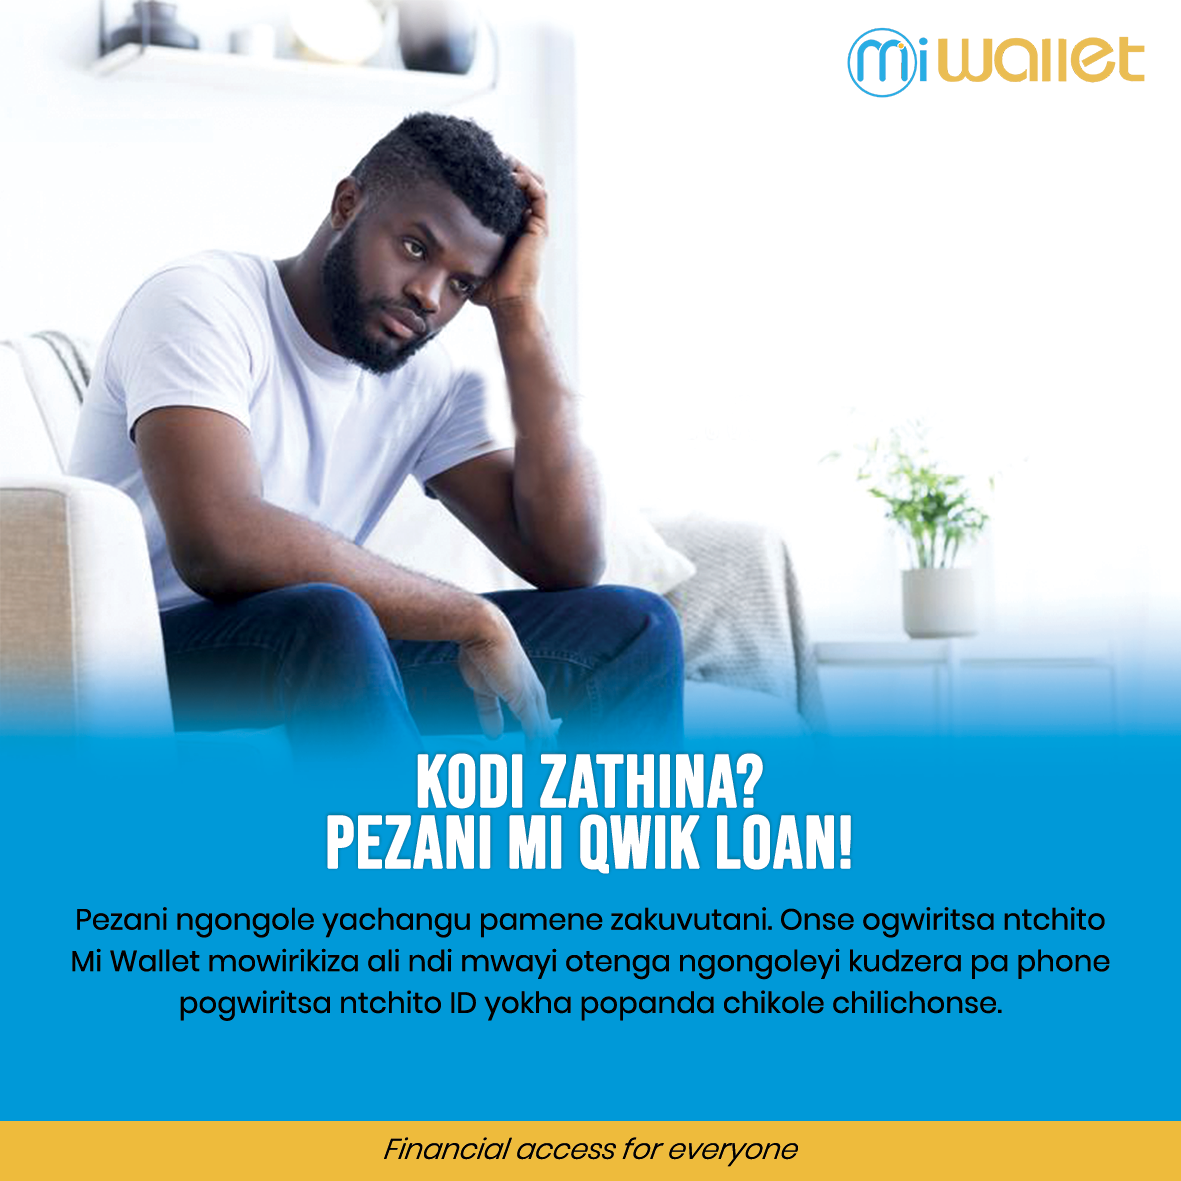 mi wallet
KODI ZATHINA?
PEZANI MI QWIK LOAN!
Pezani ngongole yachangu pamene zakuvutani. Onse ogwiritsa ntchito
Mi Wallet mowirikiza ali ndi mwayi otenga ngongoleyi kudzera pa phone
pogwiritsa ntchito ID yokha popanda chikole chilichonse.
Financial access for everyone